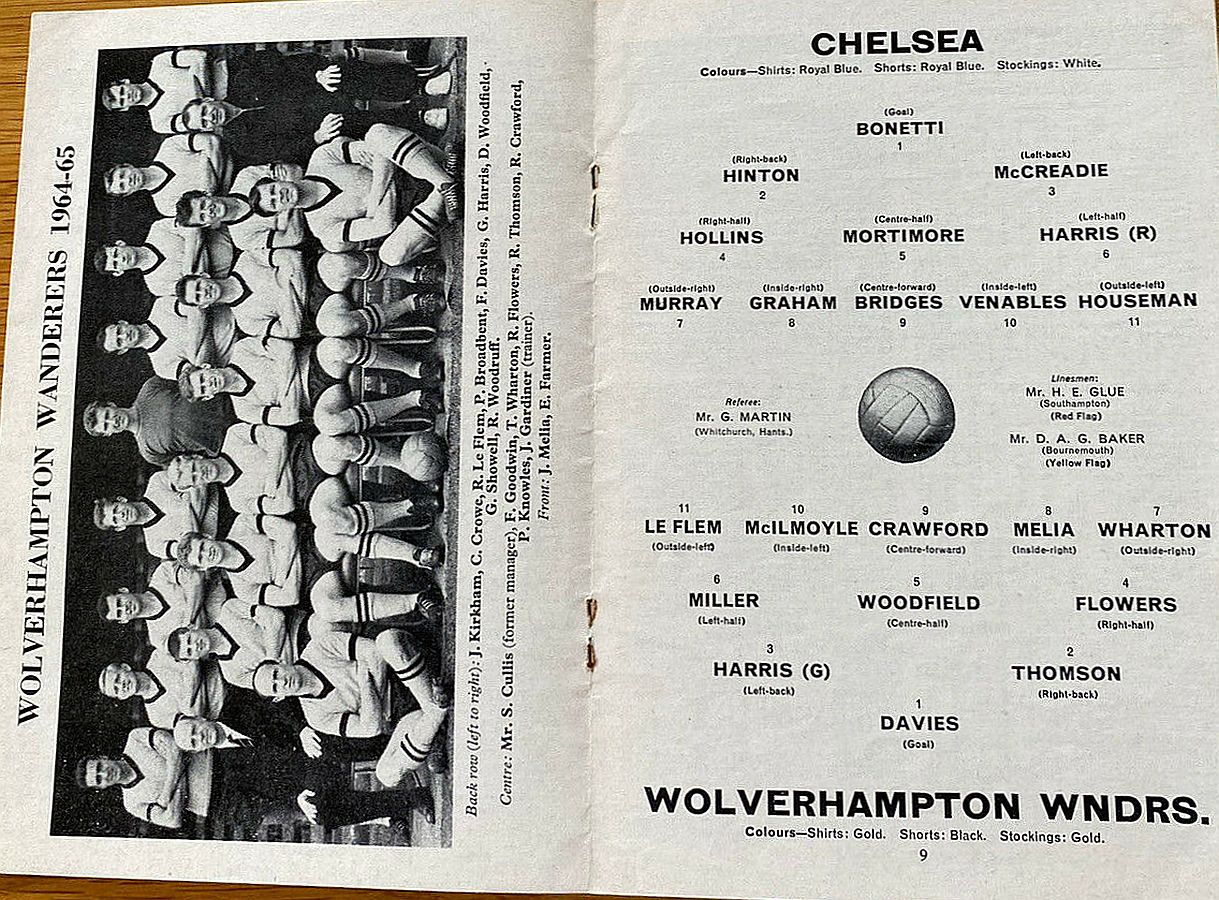 WOLVERHAMPTON WANDERERS 1964-65
Back row (left to right): J. Kirkham, C. Crowe, R. Le Flem, P. Broadbent, F. Davies, G. Harris, D. Woodfield,
G. Showell, R. Woodruff.
Centre: Mr. S. Cullis (former manager), F. Goodwin, T. Wharton, R. Flowers, R. Thomson, R. Crawford,
P. Knowles, J. Gardiner (trainer).
Front: J. Melia, E. Farmer.
CHELSEA
Colours—Shirts: Royal Blue. Shorts: Royal Blue. Stockings: White.
(Goal)
BONETTI
1
(Right-back) (Left-back)
HINTON McCREADIE
2 3
(Right-half) (Centre-half) (Left-half)
HOLLINS MORTIMORE HARRIS (R)
4 5 6
(Outside-right) (Inside-right) (Centre-forward) (Inside-left) (Outside-left)
MURRAY GRAHAM BRIDGES VENABLES HOUSEMAN
7 8 9 10 11
Referee:
Mr. G. MARTIN
(Whitchurch, Hants.)
Linesmen:
Mr. H. E. GLUE
(Southampton)
(Red Flag)
Mr. D. A. G. BAKER
(Bournemouth)
(Yellow Flag)
11 10 9 8 7
LE FLEM McILMOYLE CRAWFORD MELIA WHARTON
(Outside-left) (Inside-left) (Centre-forward) (Inside-right) (Outside-right)
6 5 4
MILLER WOODFIELD FLOWERS
(Left-half) (Centre-half) (Right-half)
3 2
HARRIS (G) THOMSON
(Left-back) (Right-back)
1
DAVIES
(Goal)
WOLVERHAMPTON WNDRS.
Colours—Shirts: Gold. Shorts: Black. Stockings: Gold.
9